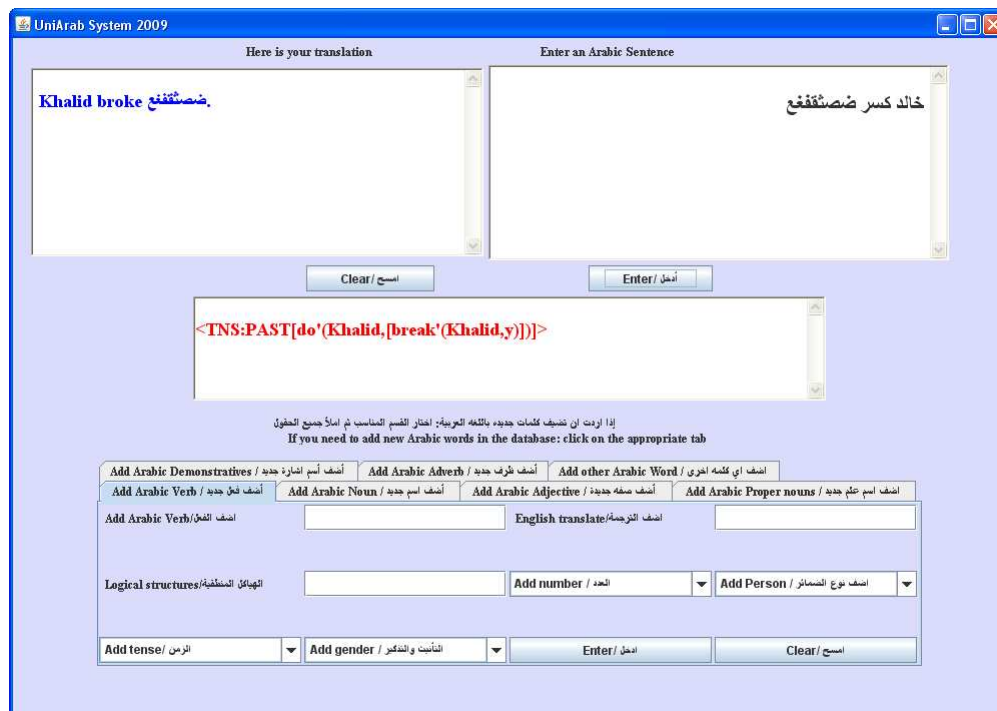 UniArab System 2009
Here is your translation
Enter an Arabic Sentence
Khalid broke ضصثقفغع.
خالد كسر ضصثقفغع
Clear/ امسح
Enter/ أدخل
<TNS:PAST[do'(Khalid,[break'(Khalid,y)])]>
إذا اردت ان تضيف كلمات جديده باللغه العربية: اختار القسم المناسب ثم املأ جميع الحقول
If you need to add new Arabic words in the database: click on the appropriate tab
Add Arabic Demonstratives / أضف أسم اشارة جديد
Add Arabic Adverb / أضف ظرف جديد
Add other Arabic Word / اضف اي كلمه اخرى
Add Arabic Verb / أضف فعل جديد
Add Arabic Noun / أضف اسم جديد
Add Arabic Adjective / أضف صفه جديدة
Add Arabic Proper nouns / اضف اسم علم جديد
Add Arabic Verb/اضف الفعل
English translate/اضف الترجمة
Logical structures/الهياكل المنطقية
Add number / العدد
Add Person / اضف نوع الضمائر
Add tense/ الزمن
Add gender / التأنيث والتذكير
Enter/ ادخل
Clear/ امسح